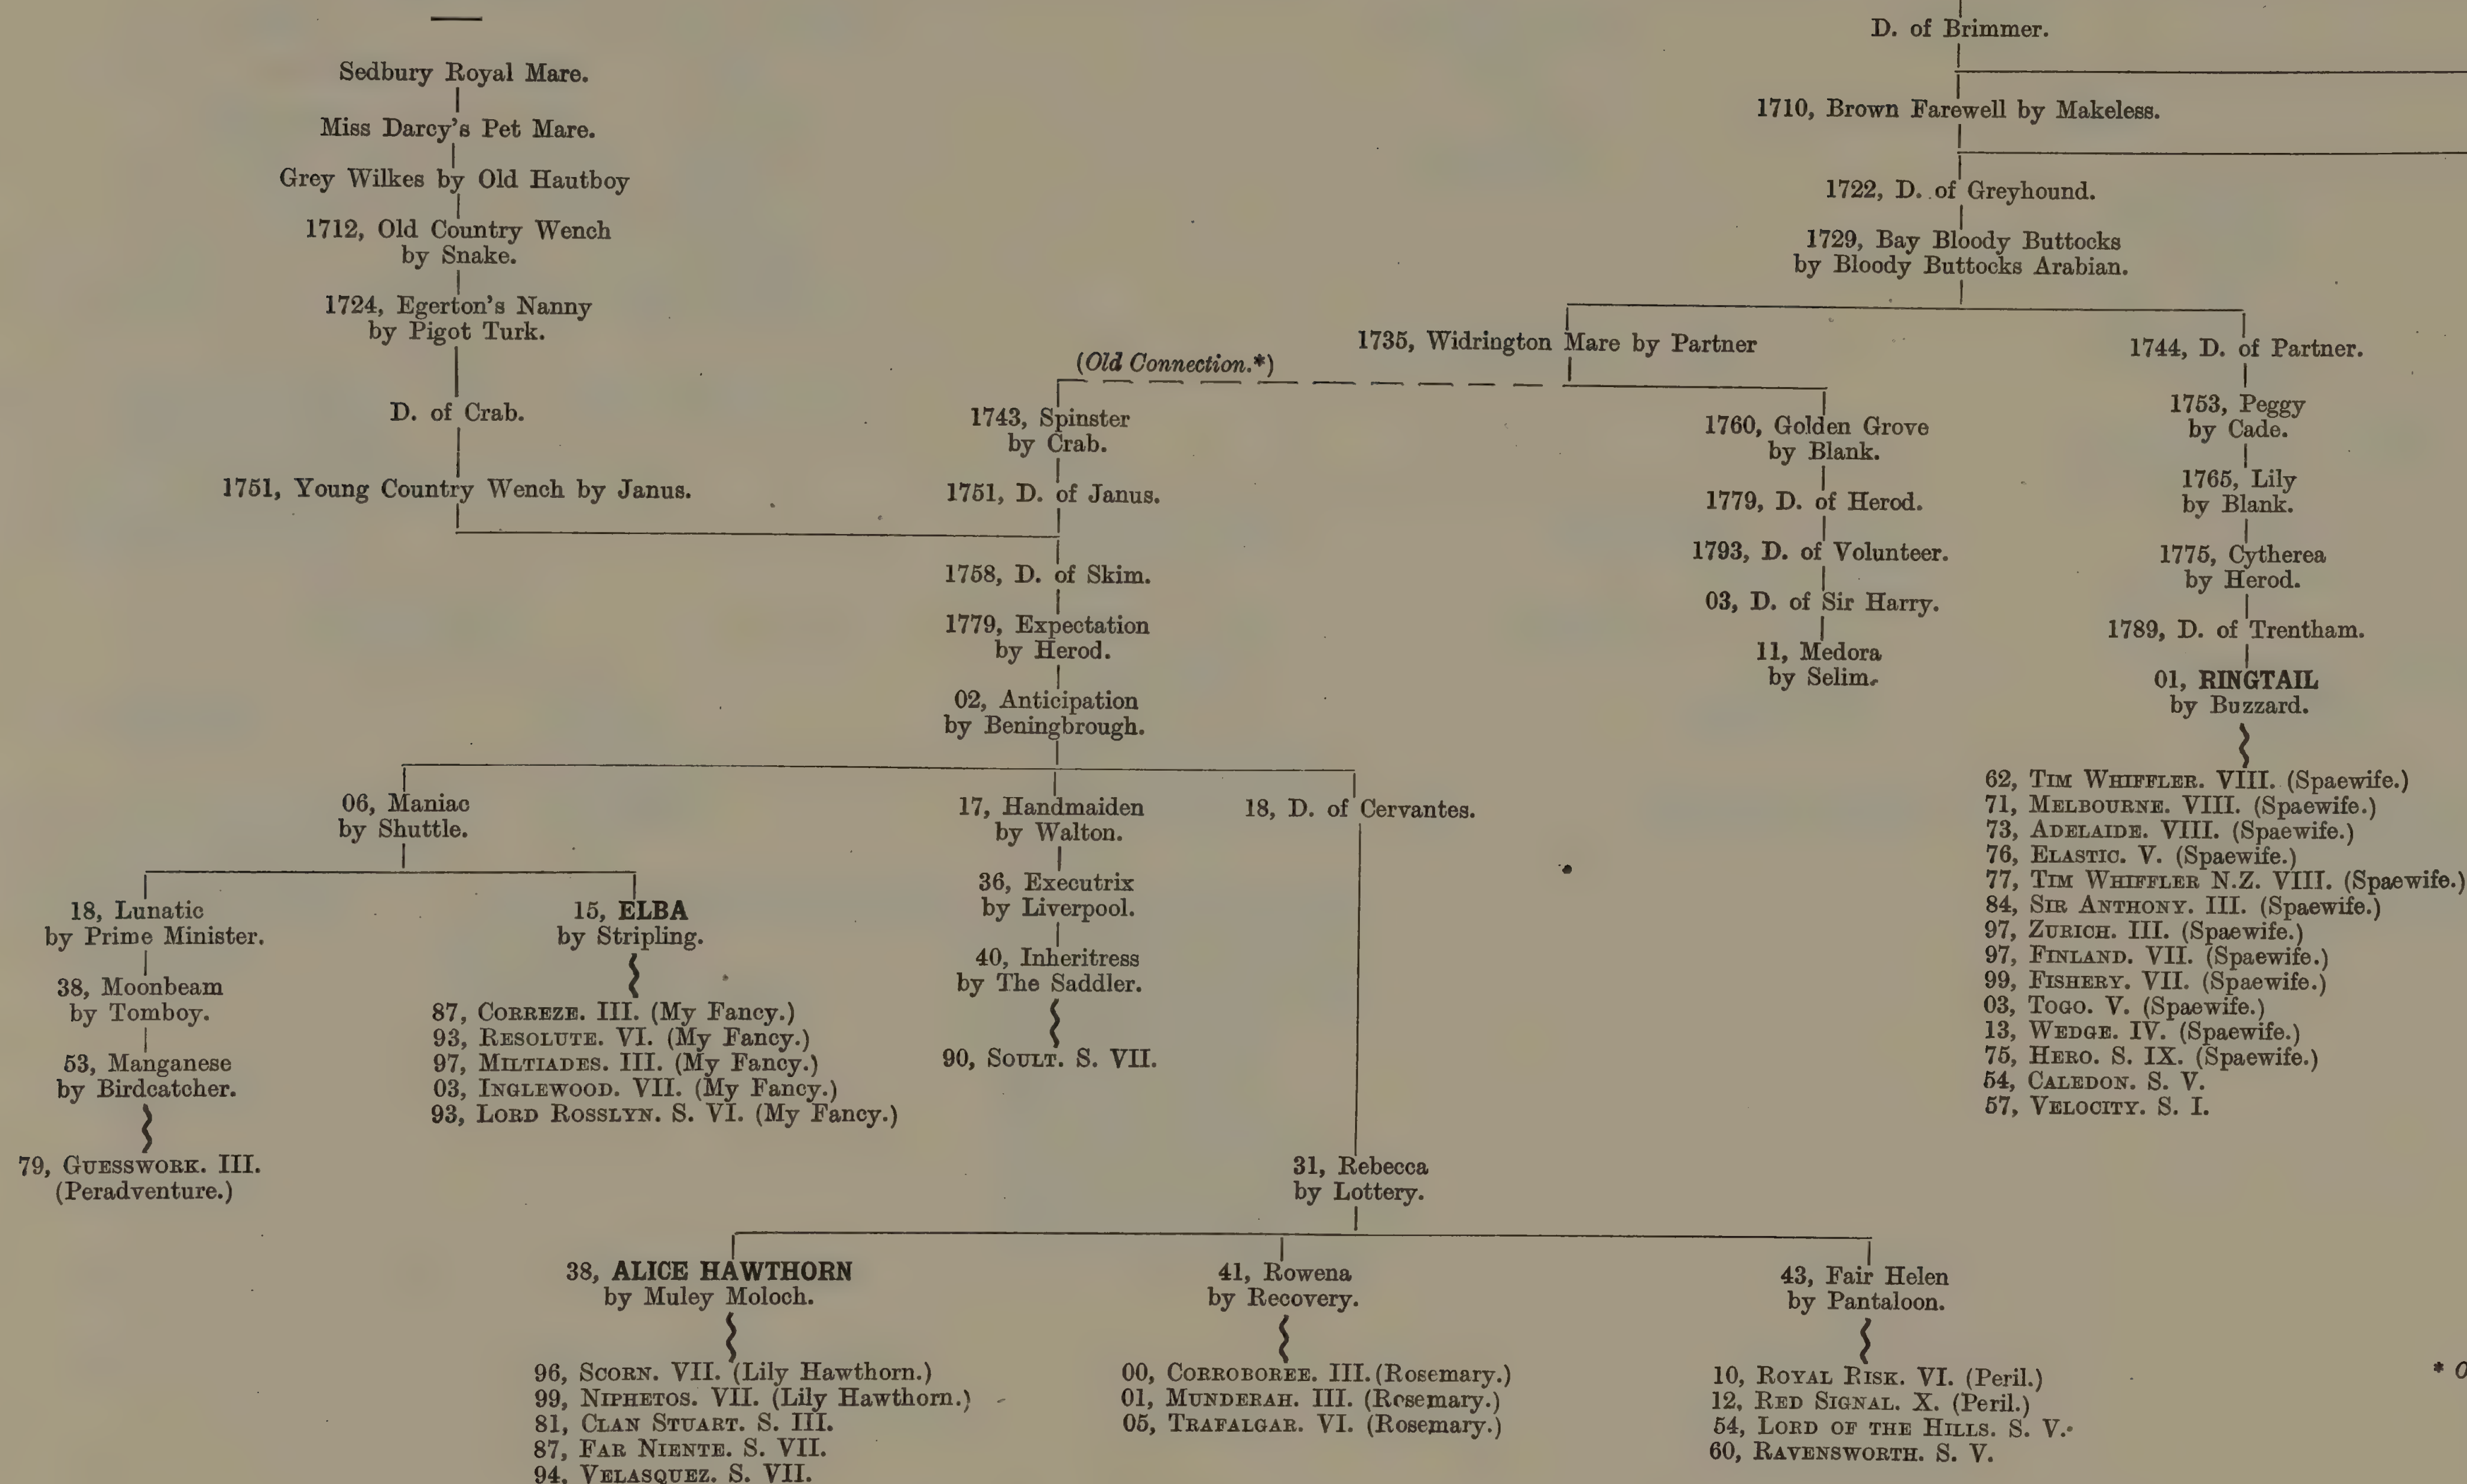 Sedbury Royal Mare.
Miss Darcy's Pet Mare.
Grey Wilkes by Old Hautboy
1712, Old Country Wench
by Snake.
1724, Egerton's Nanny
by Pigot Turk.
D. of Crab.
1751, Young Country Wench by Janus.
D. of Brimmer.
1710, Brown Farewell by Makeless.
1722, D. of Greyhound.
1729, Bay Bloody Buttocks
by Bloody Buttocks Arabian.
1735, Widrington Mare by Partner
(Old Connection.*)
1743, Spinster
by Crab.
1751, D. of Janus.
1758, D. of Skim.
1779, Expectation
by Herod.
02, Anticipation
by Beningbrough.
1760, Golden Grove
by Blank.
1779, D. of Herod.
1793, D. of Volunteer.
03, D. of Sir Harry.
11, Medora
by Selim.
1744, D. of Partner.
1753, Peggy
by Cade.
1765, Lily
by Blank.
1775, Cytherea
by Herod.
1789, D. of Trentham.
01, RINGTAIL
by Buzzard.
62, TIM WHIFFLER. VIII. (Spaewife.)
71, MELBOURNE. VIII. (Spaewife.)
73, ADELAIDE. VIII. (Spaewife.)
76, ELASTIC. V. (Spaewife.)
77, TIM WHIFFLER N.Z. VIII. (Spaewife.)
84, SIR ANTHONY. III. (Spaewife.)
97, ZURICH. III. (Spaewife.)
97, FINLAND. VII. (Spaewife.)
99, FISHERY. VII. (Spaewife.)
03, TOGO. V. (Spaewife.)
13, WEDGE. IV. (Spaewife.)
75, HERO. S. IX. (Spaewife.)
54, CALEDON. S. V.
57, VELOCITY. S. I.
06, Maniac
by Shuttle.
17, Handmaiden
by Walton.
18, D. of Cervantes.
18, Lunatic
by Prime Minister.
38, Moonbeam
by Tomboy.
53, Manganese
by Birdcatcher.
79, GUESSWORK. III.
(Peradventure.)
15, ELBA
by Stripling.
87, CORREZE. III. (My Fancy.)
93, RESOLUTE. VI. (My Fancy.)
97, MILTIADES. III. (My Fancy.)
03, INGLEWOOD. VII. (My Fancy.)
93, LORD ROSSLYN. S. VI. (My Fancy.)
36, Executrix
by Liverpool.
40, Inheritress
by The Saddler.
90, SOULT. S. VII.
31, Rebecca
by Lottery.
38, ALICE HAWTHORN
by Muley Moloch.
96, SCORN. VII. (Lily Hawthorn.)
99, NIPHETOS. VII. (Lily Hawthorn.)
81, CLAN STUART. S. III.
87, FAR NIENTE. S. VII.
94, VELASQUEZ. S. VII.
41, Rowena
by Recovery.
00, CORROBOREE. III. (Rosemary.)
01, MUNDERAH. III. (Rosemary.)
05, TRAFALGAR. VI. (Rosemary.)
43, Fair Helen
by Pantaloon.
10, ROYAL RISK. VI. (Peril.)
12, RED SIGNAL. X. (Peril.)
54, LORD OF THE HILLS. S. V.
60, RAVENSWORTH. S. V.